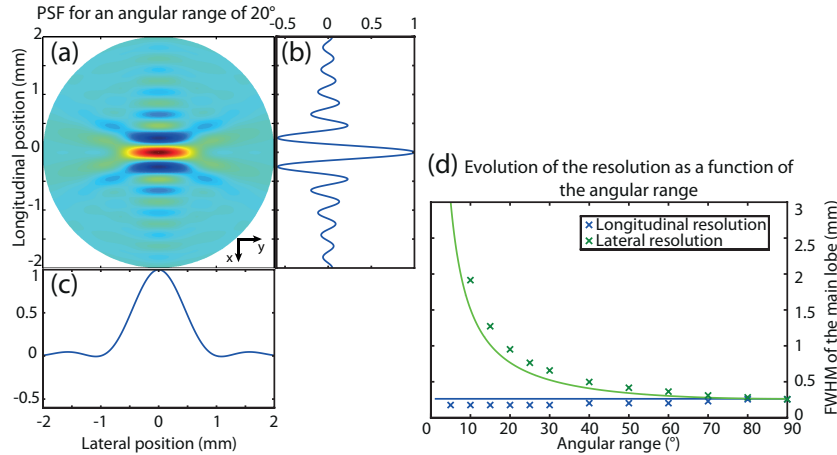 PSF for an angular range of 20°
(a)
Longitudinal position (mm)
2
1
0
-1
-2
x
y
-0.5
0
0.5
1
(b)
(c)
1
0.5
0
-0.5
-2
-1
0
1
2
Lateral position (mm)
(d)
Evolution of the resolution as a function of
the angular range
Longitudinal resolution
Lateral resolution
3
2.5
2
1.5
1
0.5
0
FWHM of the main lobe (mm)
0
10
20
30
40
50
60
70
80
90
Angular range (°)